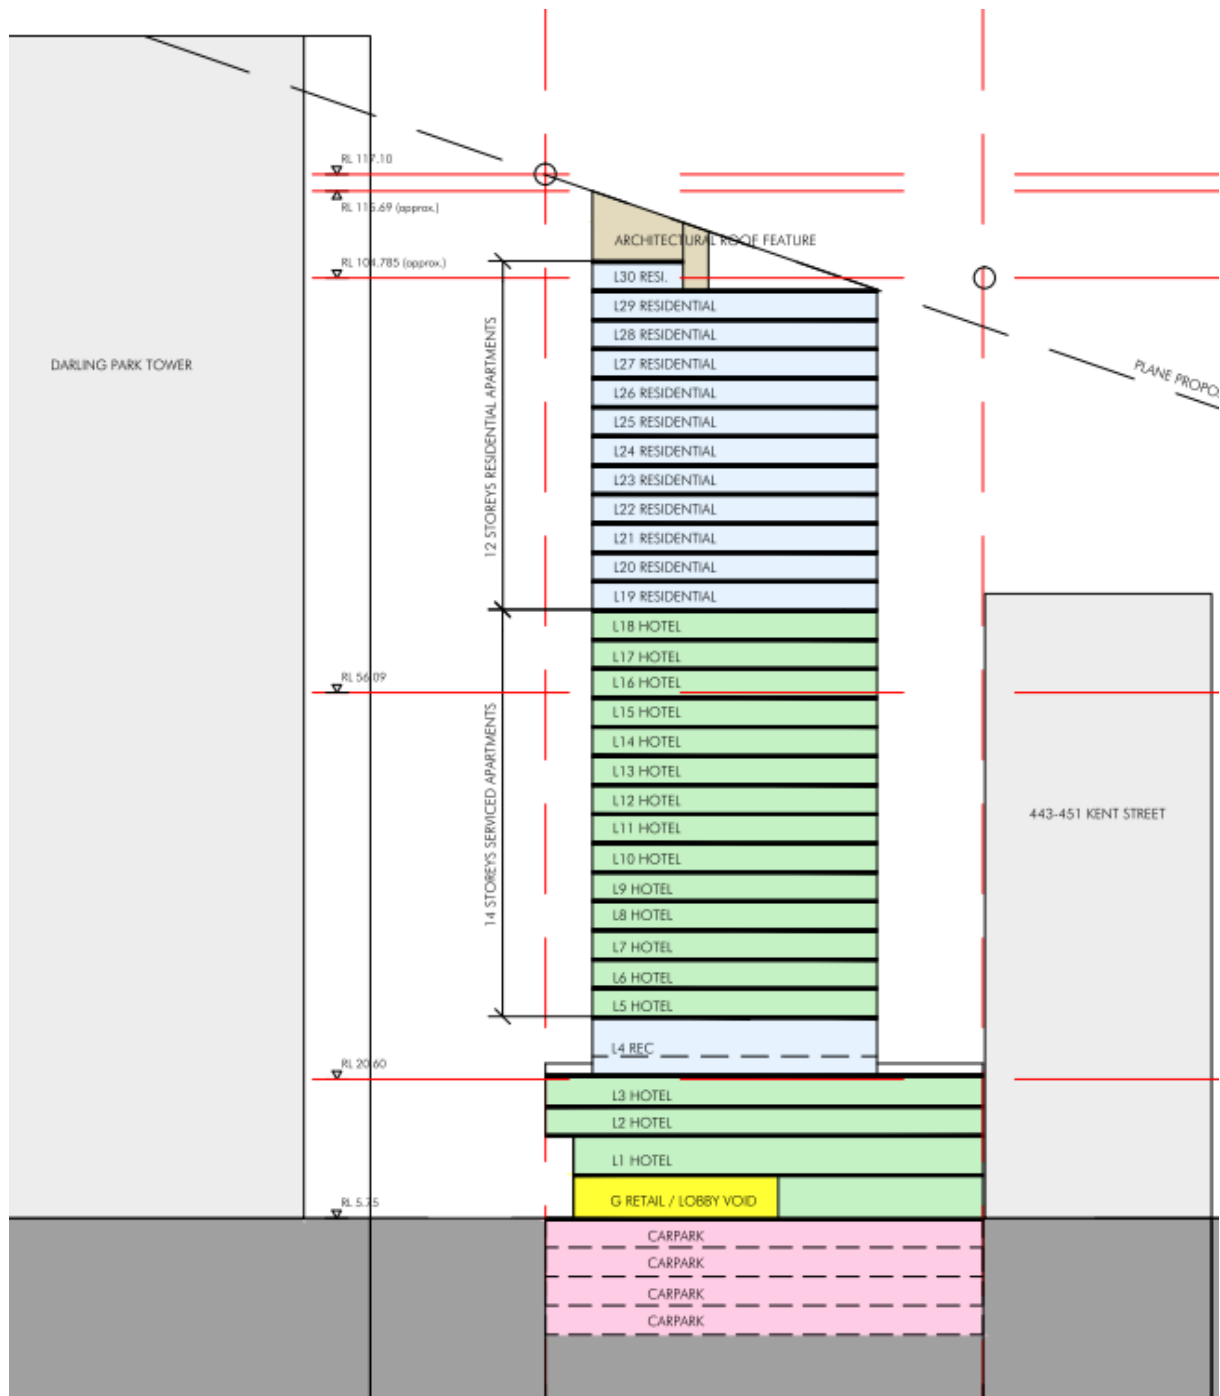 RL 117.10
RL 115.69 (approx.)
ARCHITECTURAL ROOF FEATURE
RL 104.785 (approx.)
L30 RESI.
L29 RESIDENTIAL
L28 RESIDENTIAL
DARLING PARK TOWER
L27 RESIDENTIAL
PLANE PROPOS
L26 RESIDENTIAL
L25 RESIDENTIAL
12 STOREYS RESIDENTIAL APARTMENTS
L24 RESIDENTIAL
L23 RESIDENTIAL
L22 RESIDENTIAL
L21 RESIDENTIAL
L20 RESIDENTIAL
L19 RESIDENTIAL
L18 HOTEL
L17 HOTEL
RL 56.09
L16 HOTEL
L15 HOTEL
L14 HOTEL
L13 HOTEL
14 STOREYS SERVICED APARTMENTS
L12 HOTEL
443-451 KENT STREET
L11 HOTEL
L10 HOTEL
L9 HOTEL
L8 HOTEL
L7 HOTEL
L6 HOTEL
L5 HOTEL
L4 REC
RL 20.60
L3 HOTEL
L2 HOTEL
L1 HOTEL
RL 5.75
G RETAIL / LOBBY VOID
CARPARK
CARPARK
CARPARK
CARPARK